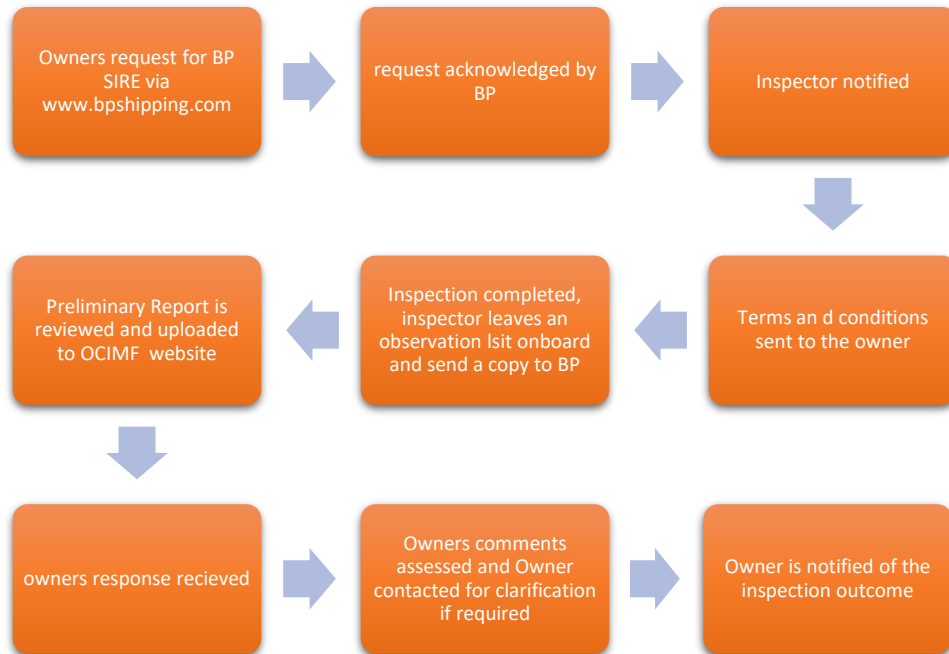 Owners request for BP
SIRE via
www.bpshipping.com
request acknowledged by
BP
Inspector notified
Terms an d conditions
sent to the owner
Inspection completed,
inspector leaves an
observation lsit onboard
and send a copy to BP
Preliminary Report is
reviewed and uploaded
to OCIMF website
owners response recieved
Owners comments
assessed and Owner
contacted for clarification
if required
Owner is notified of the
inspection outcome